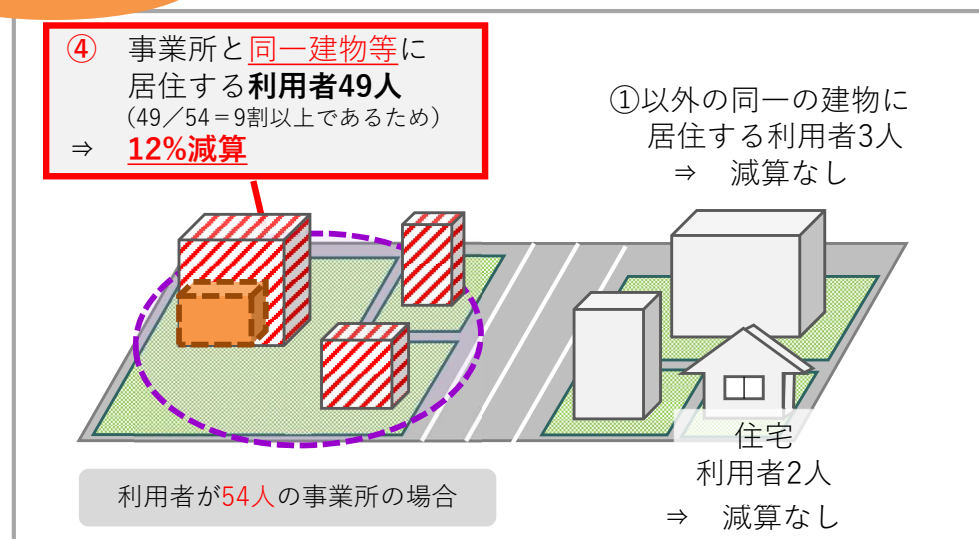 ④ 事業所と同一建物等に
居住する利用者49人
(49／54＝9割以上であるため)
⇒ 12%減算
①以外の同一の建物に
居住する利用者3人
⇒ 減算なし
住宅
利用者2人
⇒ 減算なし
利用者が54人の事業所の場合